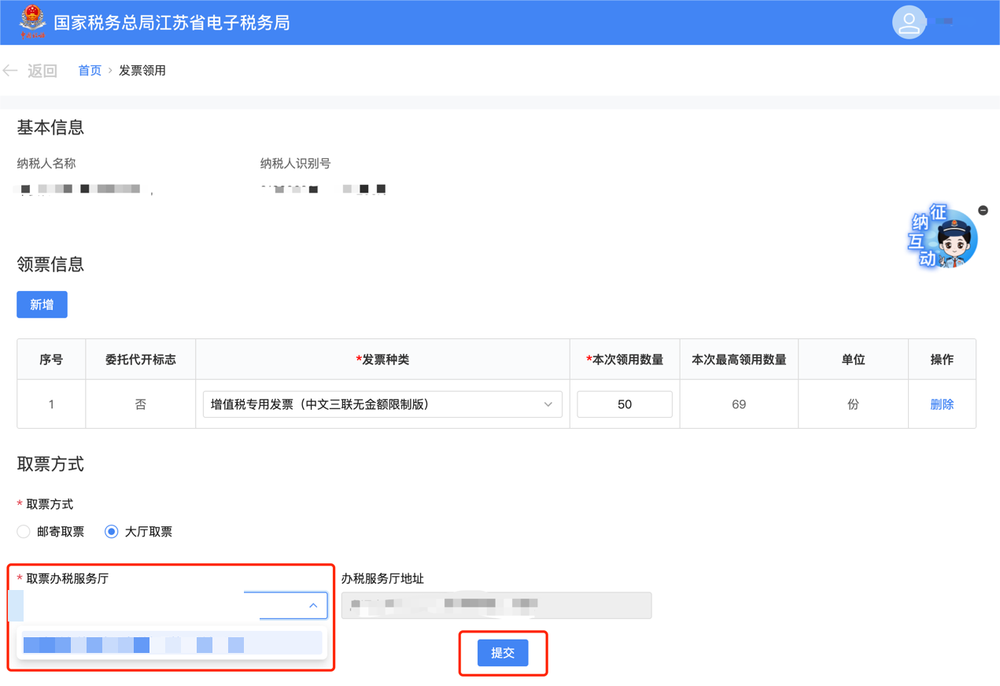 国家税务总局江苏省电子税务局
返回 首页 > 发票领用
基本信息
纳税人名称 纳税人识别号
征纳互动
领票信息
新增
序号 委托代开标志 *发票种类 *本次领用数量 本次最高领用数量 单位 操作
1 否 增值税专用发票（中文三联无金额限制版） 50 69 份 删除
取票方式
* 取票方式
邮寄取票 大厅取票
* 取票办税服务厅 办税服务厅地址
提交